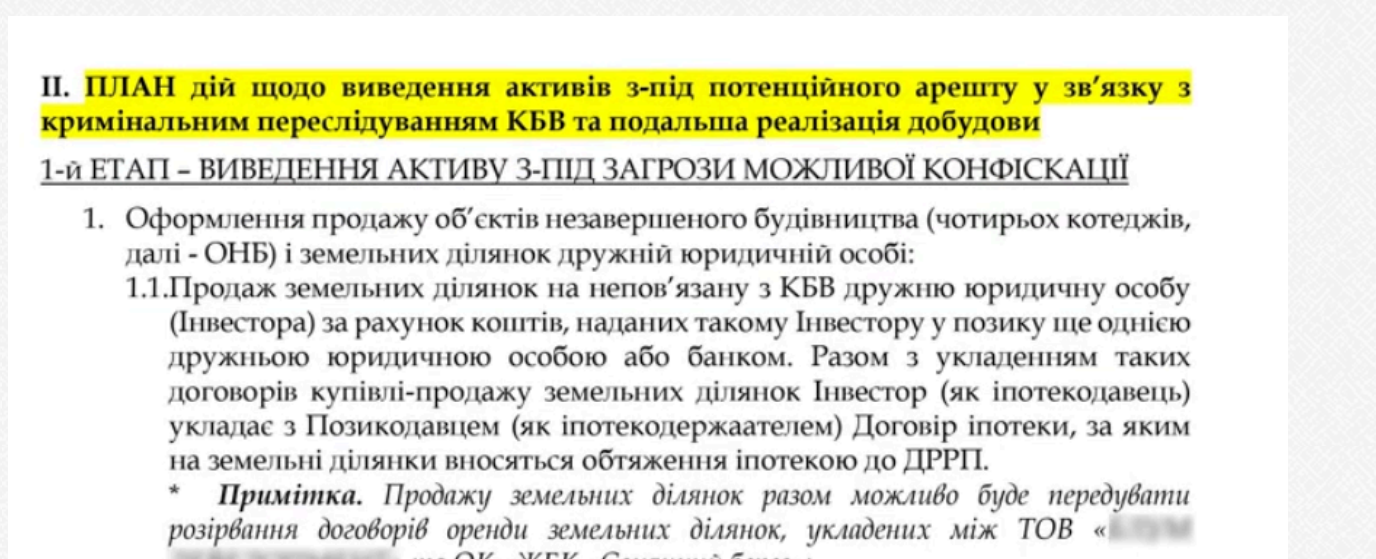 II. ПЛАН дій щодо виведення активів з-під потенційного арешту у зв’язку з
кримінальним переслідуванням КБВ та подальша реалізація добудови
1-й ЕТАП – ВИВЕДЕННЯ АКТИВУ З-ПІД ЗАГРОЗИ МОЖЛИВОЇ КОНФІСКАЦІЇ
1. Оформлення продажу об’єктів незавершеного будівництва (чотирьох котеджів,
далі - ОНБ) і земельних ділянок дружній юридичній особі:
1.1.Продаж земельних ділянок на непов’язану з КБВ дружню юридичну особу
(Інвестора) за рахунок коштів, наданих такому Інвестору у позику ще однією
дружньою юридичною особою або банком. Разом з укладенням таких
договорів купівлі-продажу земельних ділянок Інвестор (як іпотекодавець)
укладає з Позикодавцем (як іпотекодержаателем) Договір іпотеки, за яким
на земельні ділянки вносяться обтяження іпотекою до ДРРП.
* Примітка. Продажу земельних ділянок разом можливо буде передувати
розірвання договорів оренди земельних ділянок, укладених між ТОВ «